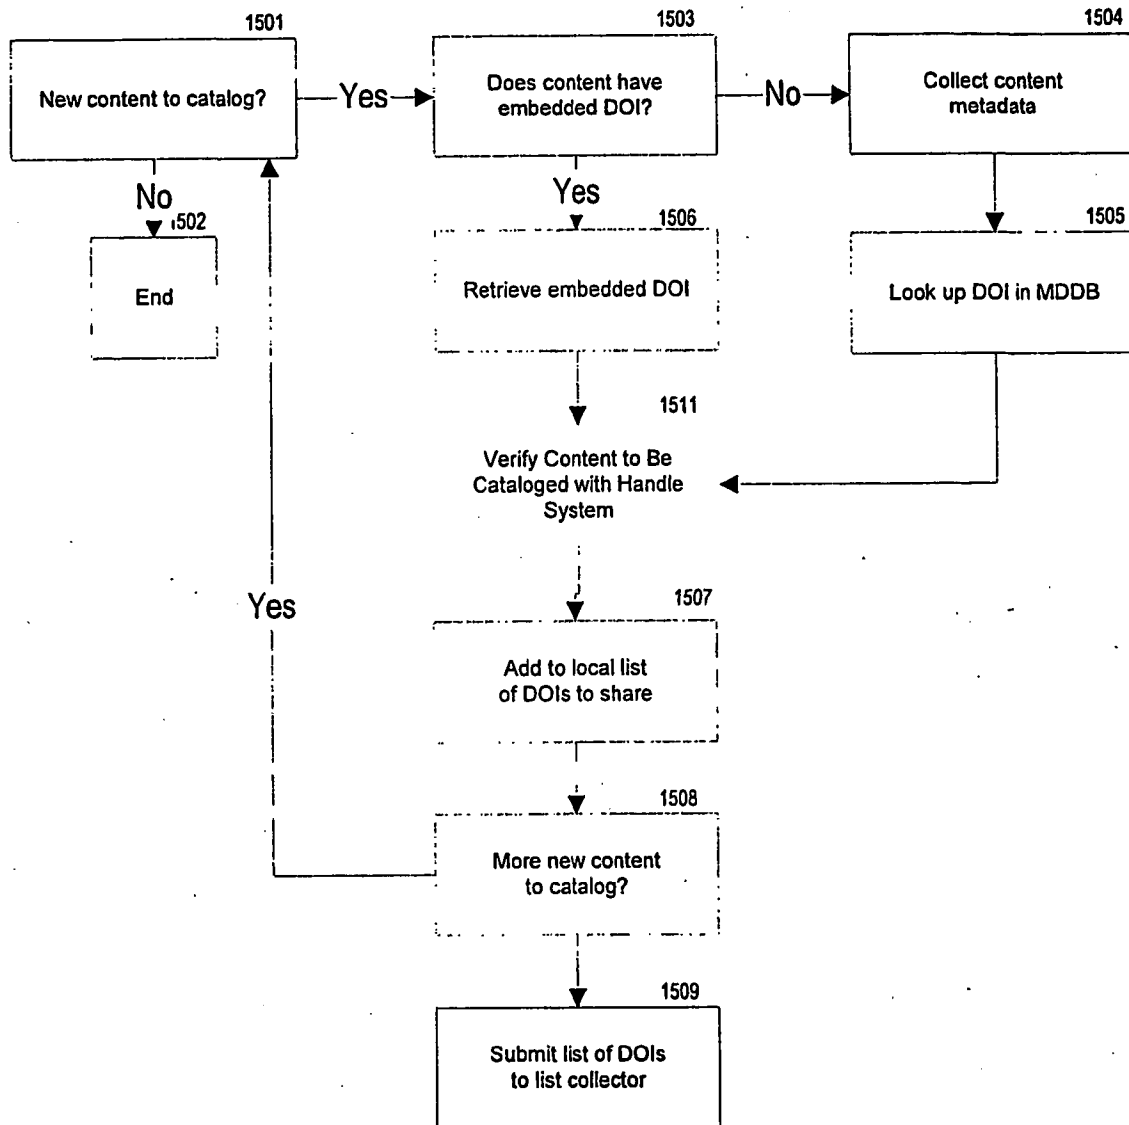 1501
New content to catalog?
Yes
1503
Does content have
embedded DOI?
No
1504
Collect content
metadata
No
1502
End
Yes
1506
Retrieve embedded DOI
1505
Look up DOI in MDDB
1511
Verify Content to Be
Cataloged with Handle
System
Yes
1507
Add to local list
of DOIs to share
1508
More new content
to catalog?
1509
Submit list of DOIs
to list collector